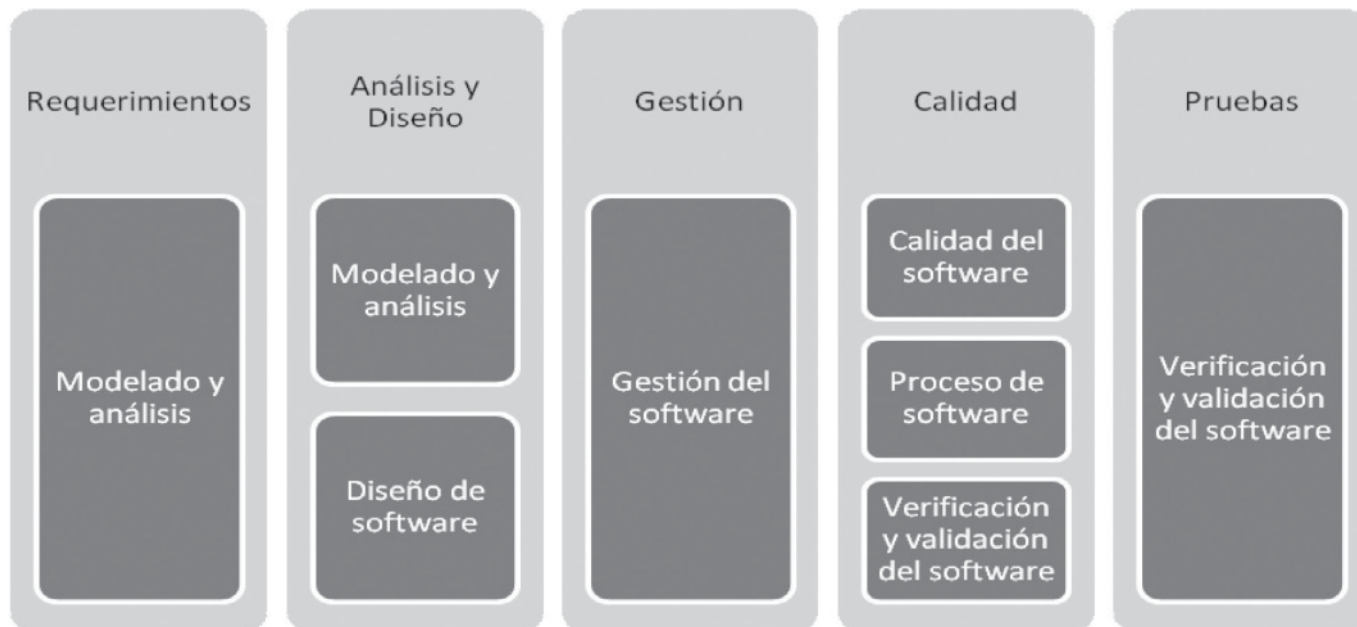 Requerimientos
Modelado y
análisis
Análisis y
Diseño
Modelado y
análisis
Diseño de
software
Gestión
Gestión del
software
Calidad
Calidad del
software
Proceso de
software
Verificación
y validación
del software
Pruebas
Verificación
y validación
del software